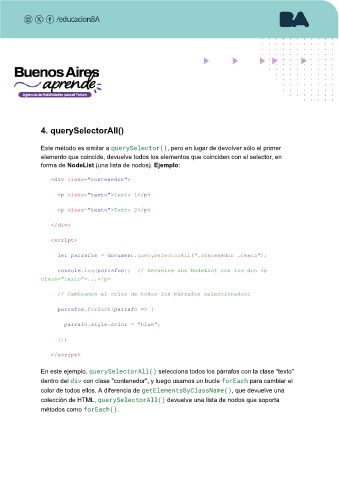 /educacionBA
BA
Buenos Aires
aprende
Agencia de Habilidades para el Futuro
4. querySelectorAll()
Este método es similar a querySelector(), pero en lugar de devolver sólo el primer
elemento que coincide, devuelve todos los elementos que coinciden con el selector, en
forma de NodeList (una lista de nodos). Ejemplo:
<div class="contenedor">
<p class="texto">Texto 1</p>
<p class="texto">Texto 2</p>
</div>
<script>
let parrafos = document.querySelectorAll(".contenedor .texto");
console.log(parrafos); // Devuelve una NodeList con los dos <p
class="texto">...</p>
// Cambiamos el color de todos los párrafos seleccionados:
parrafos.forEach(parrafo => {
parrafo.style.color = "blue";
});
</script>
En este ejemplo, querySelectorAll() selecciona todos los párrafos con la clase "texto"
dentro del div con clase "contenedor", y luego usamos un bucle forEach para cambiar el
color de todos ellos. A diferencia de getElementsByClassName(), que devuelve una
colección de HTML, querySelectorAll() devuelve una lista de nodos que soporta
métodos como forEach().